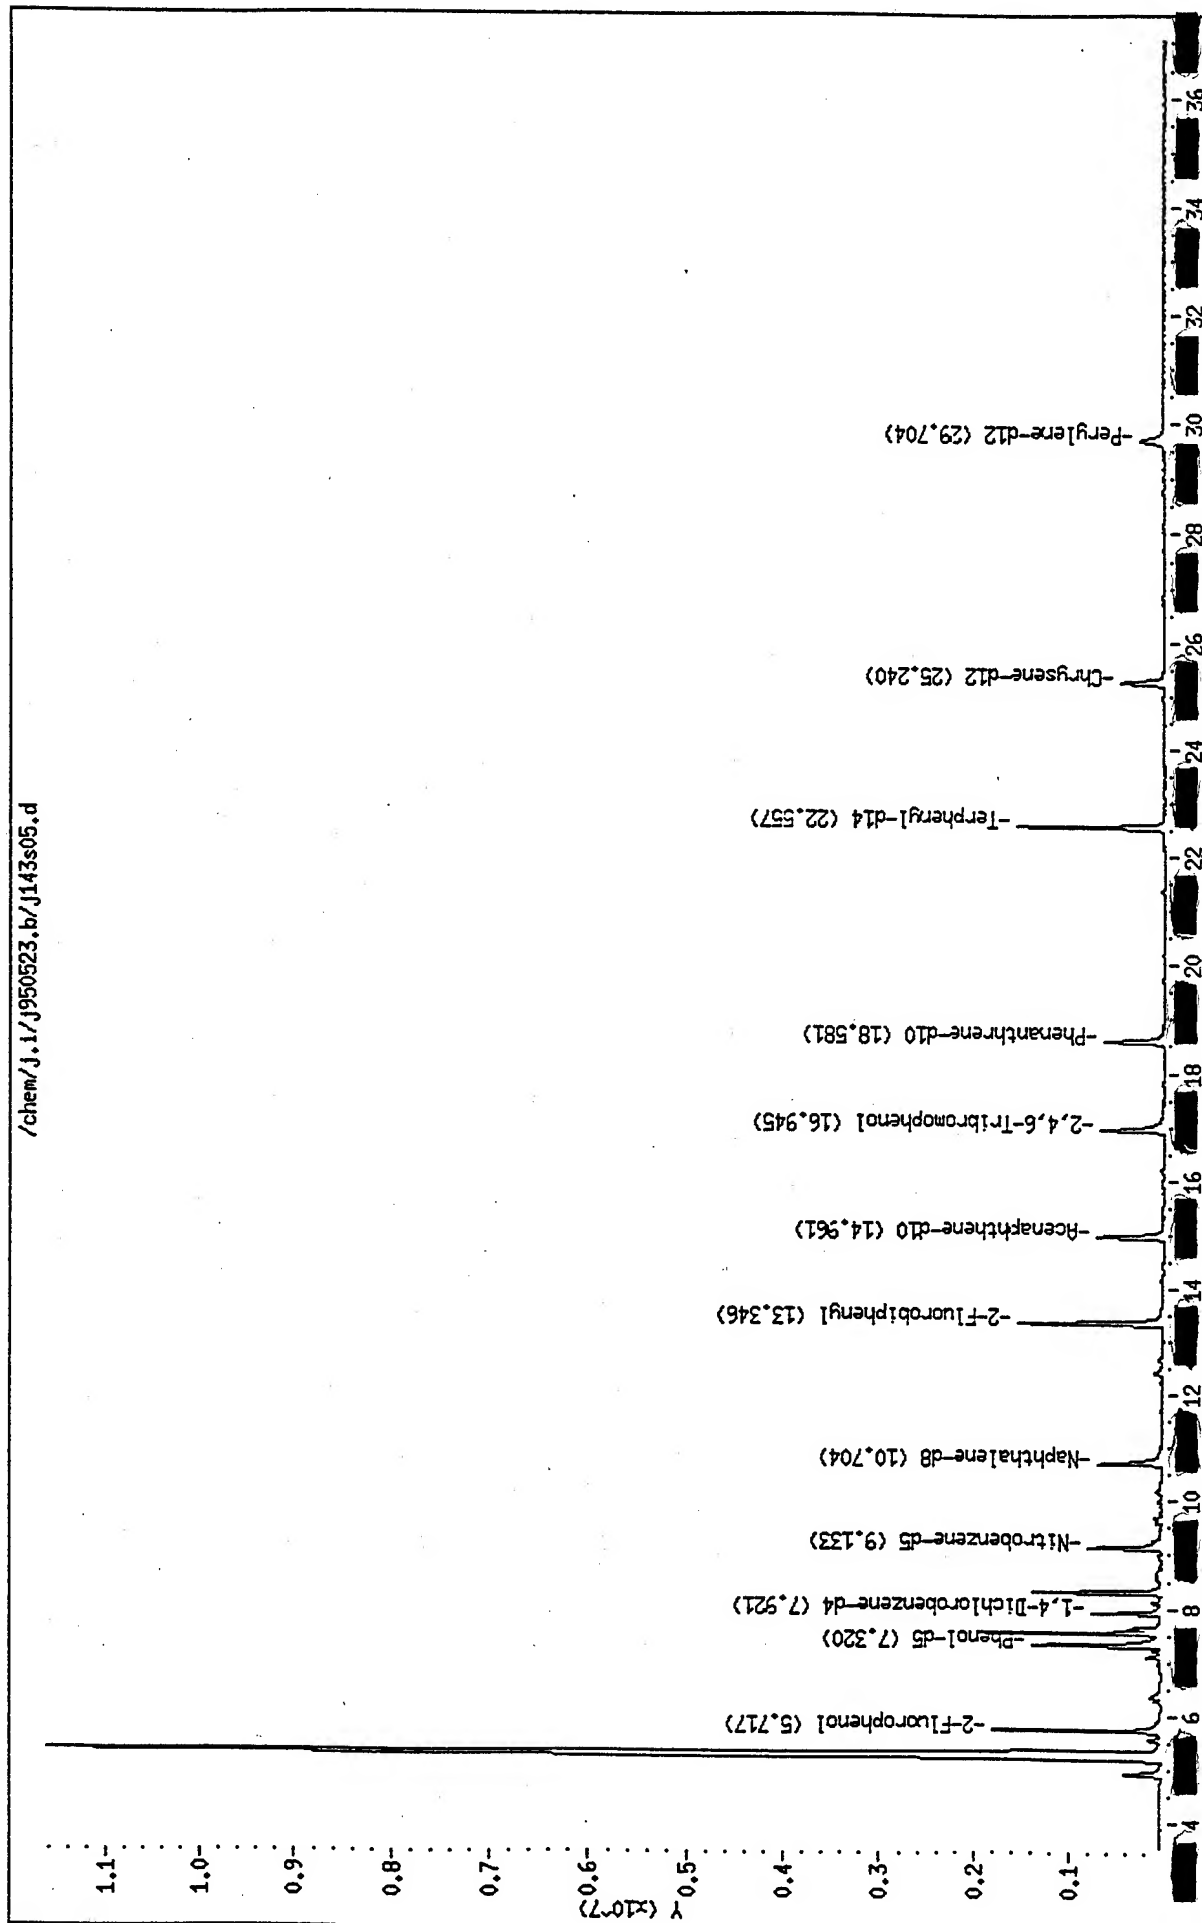 /chem/j.i/j950523.b/j143s05.d
Y (x10^7)
1.1
1.0
0.9
0.8
0.7
0.6
0.5
0.4
0.3
0.2
0.1
-2-Fluorophenol (5.717)
-Phenol-d5 (7.320)
-1,4-Dichlorobenzene-d4 (7.921)
-Nitrobenzene-d5 (9.133)
-Naphthalene-d8 (10.704)
-2-Fluorobiphenyl (13.346)
-Acenaphthene-d10 (14.961)
-2,4,6-Tribromophenol (16.945)
-Phenanthrene-d10 (18.581)
-Terphenyl-d14 (22.557)
-Chrysene-d12 (25.240)
-Perylene-d12 (29.704)
4 6 8 10 12 14 16 18 20 22 24 26 28 30 32 34 36